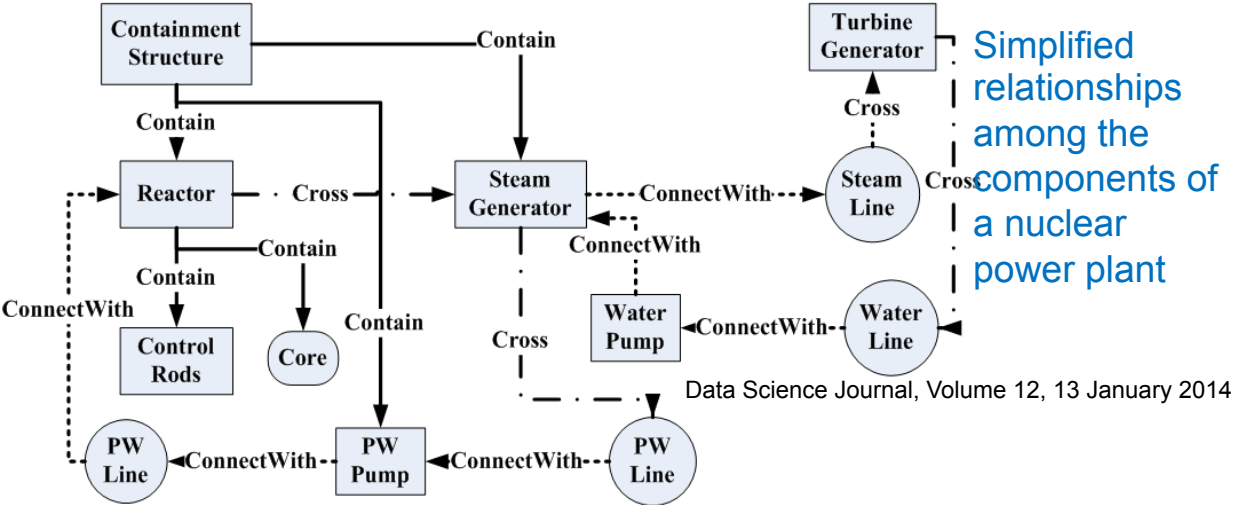 Containment
Structure
Contain
Turbine
Generator
Simplified
relationships
among the
components of
a nuclear
power plant
Contain
Cross
Reactor
Cross
Steam
Generator
ConnectWith
Steam
Line
Cross
ConnectWith
Contain
Contain
ConnectWith
Control
Rods
Core
Contain
Cross
Water
Pump
ConnectWith
Water
Line
Data Science Journal, Volume 12, 13 January 2014
PW
Line
ConnectWith
PW
Pump
ConnectWith
PW
Line